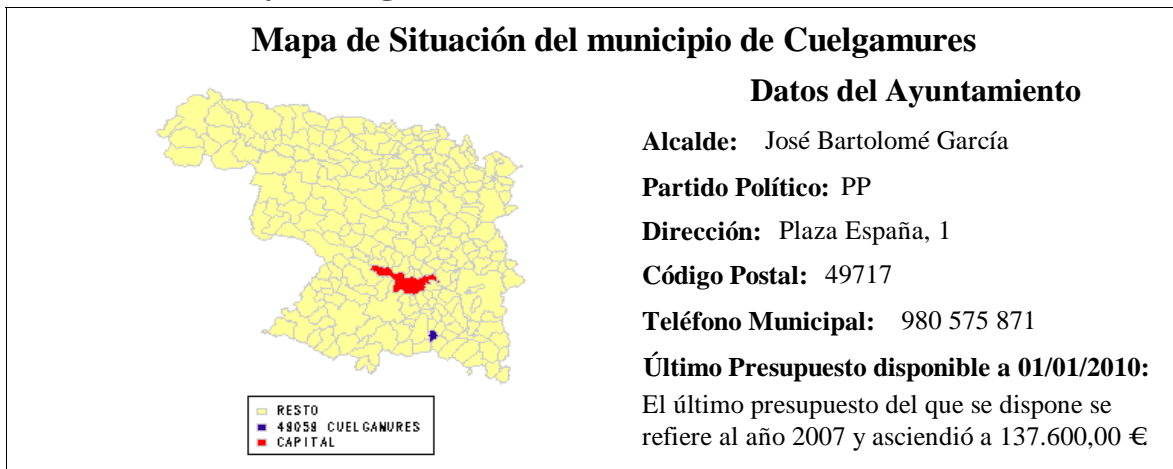 Mapa de Situación del municipio de Cuelgamures
Datos del Ayuntamiento
Alcalde: José Bartolomé García
Partido Político: PP
Dirección: Plaza España, 1
Código Postal: 49717
Teléfono Municipal: 980 575 871
Último Presupuesto disponible a 01/01/2010:
El último presupuesto del que se dispone se
refiere al año 2007 y asciendió a 137.600,00 €
RESTO
49059 CUELGAMURES
CAPITAL